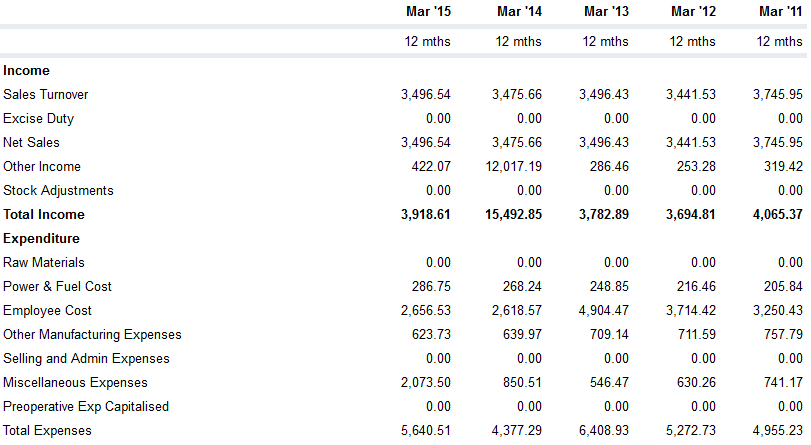 Mar '15 Mar '14 Mar '13 Mar '12 Mar '11
12 mths 12 mths 12 mths 12 mths 12 mths
Income
Sales Turnover 3,496.54 3,475.66 3,496.43 3,441.53 3,745.95
Excise Duty 0.00 0.00 0.00 0.00 0.00
Net Sales 3,496.54 3,475.66 3,496.43 3,441.53 3,745.95
Other Income 422.07 12,017.19 286.46 253.28 319.42
Stock Adjustments 0.00 0.00 0.00 0.00 0.00
Total Income 3,918.61 15,492.85 3,782.89 3,694.81 4,065.37
Expenditure
Raw Materials 0.00 0.00 0.00 0.00 0.00
Power & Fuel Cost 286.75 268.24 248.85 216.46 205.84
Employee Cost 2,656.53 2,618.57 4,904.47 3,714.42 3,250.43
Other Manufacturing Expenses 623.73 639.97 709.14 711.59 757.79
Selling and Admin Expenses 0.00 0.00 0.00 0.00 0.00
Miscellaneous Expenses 2,073.50 850.51 546.47 630.26 741.17
Preoperative Exp Capitalised 0.00 0.00 0.00 0.00 0.00
Total Expenses 5,640.51 4,377.29 6,408.93 5,272.73 4,955.23